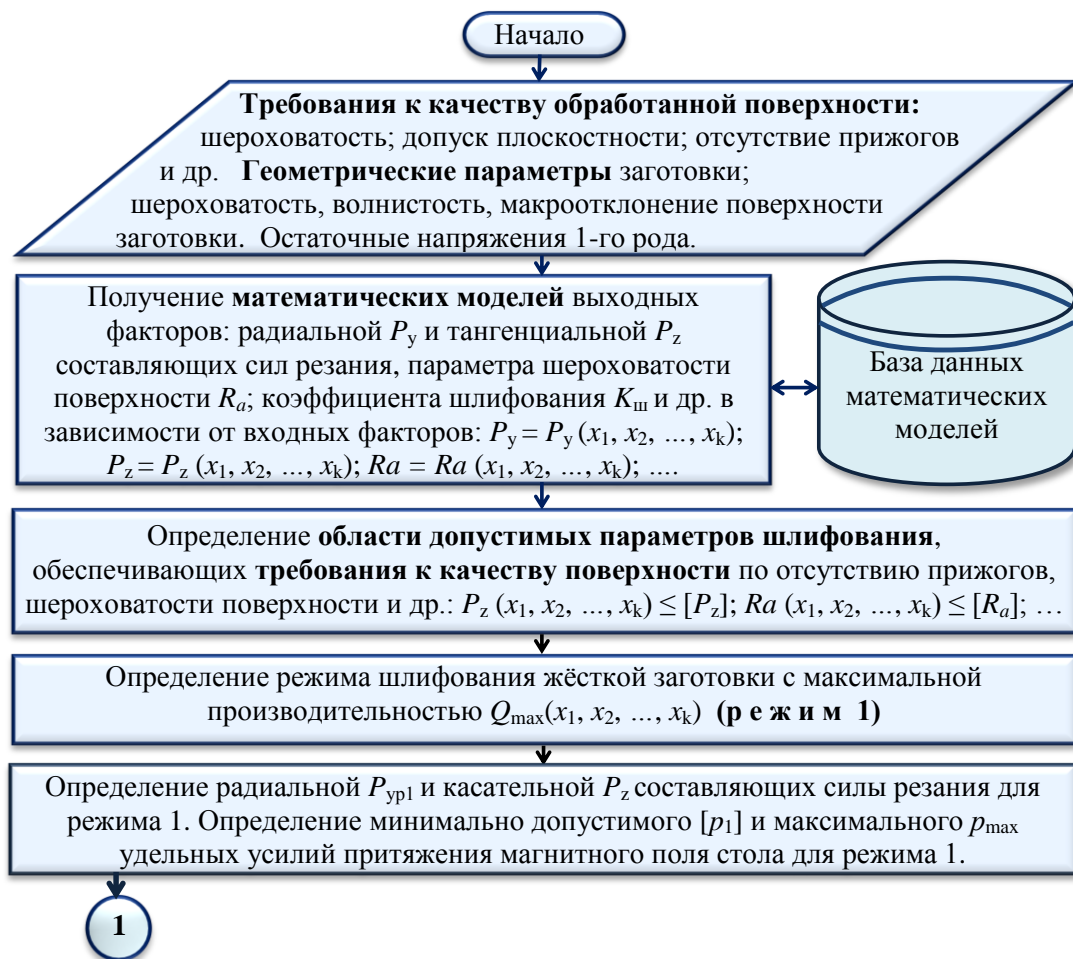 Начало
Требования к качеству обработанной поверхности:
шероховатость; допуск плоскостности; отсутствие прижогов
и др. Геометрические параметры заготовки;
шероховатость, волнистость, макроотклонение поверхности
заготовки. Остаточные напряжения 1-го рода.
Получение математических моделей выходных
факторов: радиальной Pу и тангенциальной Pz
составляющих сил резания, параметра шероховатости
поверхности Ra; коэффициента шлифования Kш и др. в
зависимости от входных факторов: Pу = Pу (x1, x2, ..., xk);
Pz = Pz (x1, x2, ..., xk); Ra = Ra (x1, x2, ..., xk); ....
База данных
математических
моделей
Определение области допустимых параметров шлифования,
обеспечивающих требования к качеству поверхности по отсутствию прижогов,
шероховатости поверхности и др.: Pz (x1, x2, ..., xk) ≤ [Pz]; Ra (x1, x2, ..., xk) ≤ [Ra]; …
Определение режима шлифования жёсткой заготовки с максимальной
производительностью Qmax(x1, x2, ..., xk) (р е ж и м 1)
Определение радиальной Pур1 и касательной Pz составляющих силы резания для
режима 1. Определение минимально допустимого [p1] и максимального pmax
удельных усилий притяжения магнитного поля стола для режима 1.
1